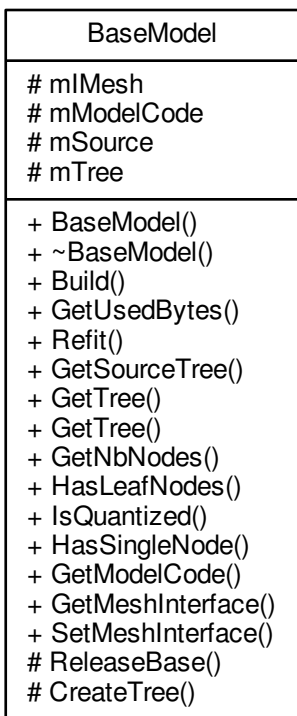 BaseModel
# mIMesh
# mModelCode
# mSource
# mTree
+ BaseModel()
+ ~BaseModel()
+ Build()
+ GetUsedBytes()
+ Refit()
+ GetSourceTree()
+ GetTree()
+ GetTree()
+ GetNbNodes()
+ HasLeafNodes()
+ IsQuantized()
+ HasSingleNode()
+ GetModelCode()
+ GetMeshInterface()
+ SetMeshInterface()
# ReleaseBase()
# CreateTree()